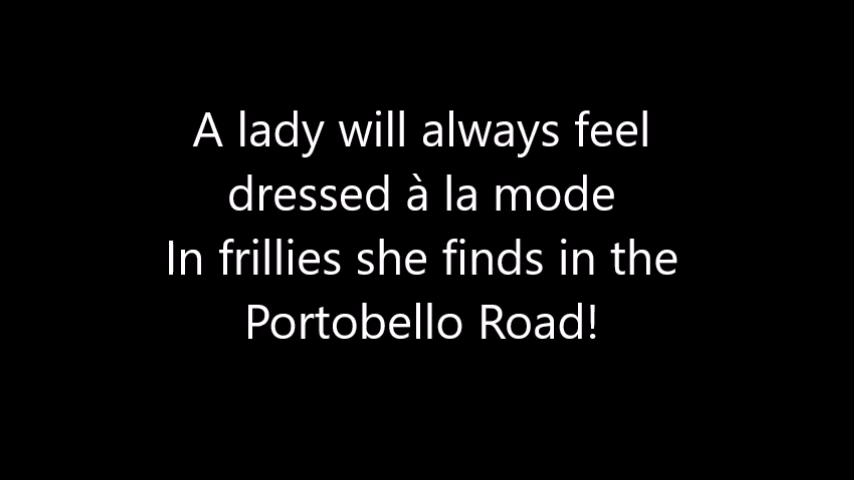 A lady will always feel
dressed à la mode
In frillies she finds in the
Portobello Road!